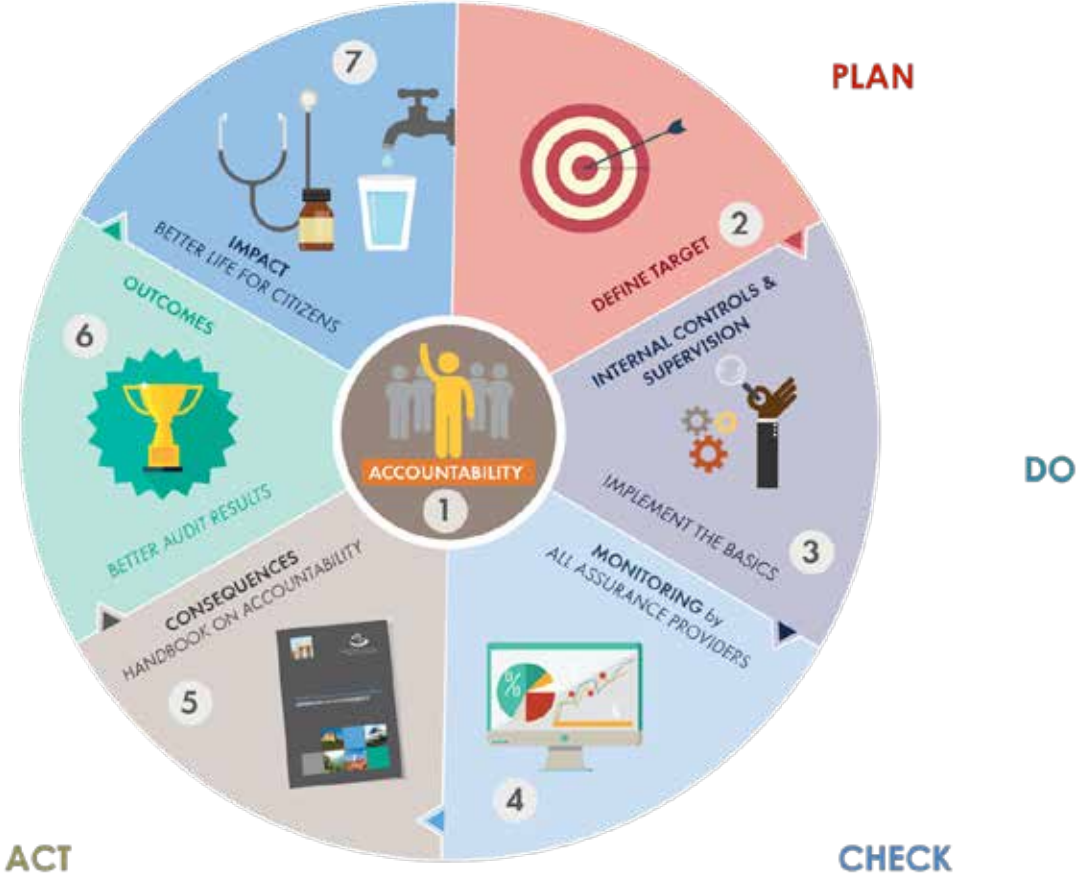 7
PLAN
2
DEFINE TARGET
IMPACT
BETTER LIFE FOR CITIZENS
OUTCOMES
6
INTERNAL CONTROLS &
SUPERVISION
ACCOUNTABILITY
1
DO
BETTER AUDIT RESULTS
IMPLEMENT THE BASICS
3
CONSEQUENCES
HANDBOOK ON ACCOUNTABILITY
MONITORING by
ALL ASSURANCE PROVIDERS
5
%
4
ACT
CHECK